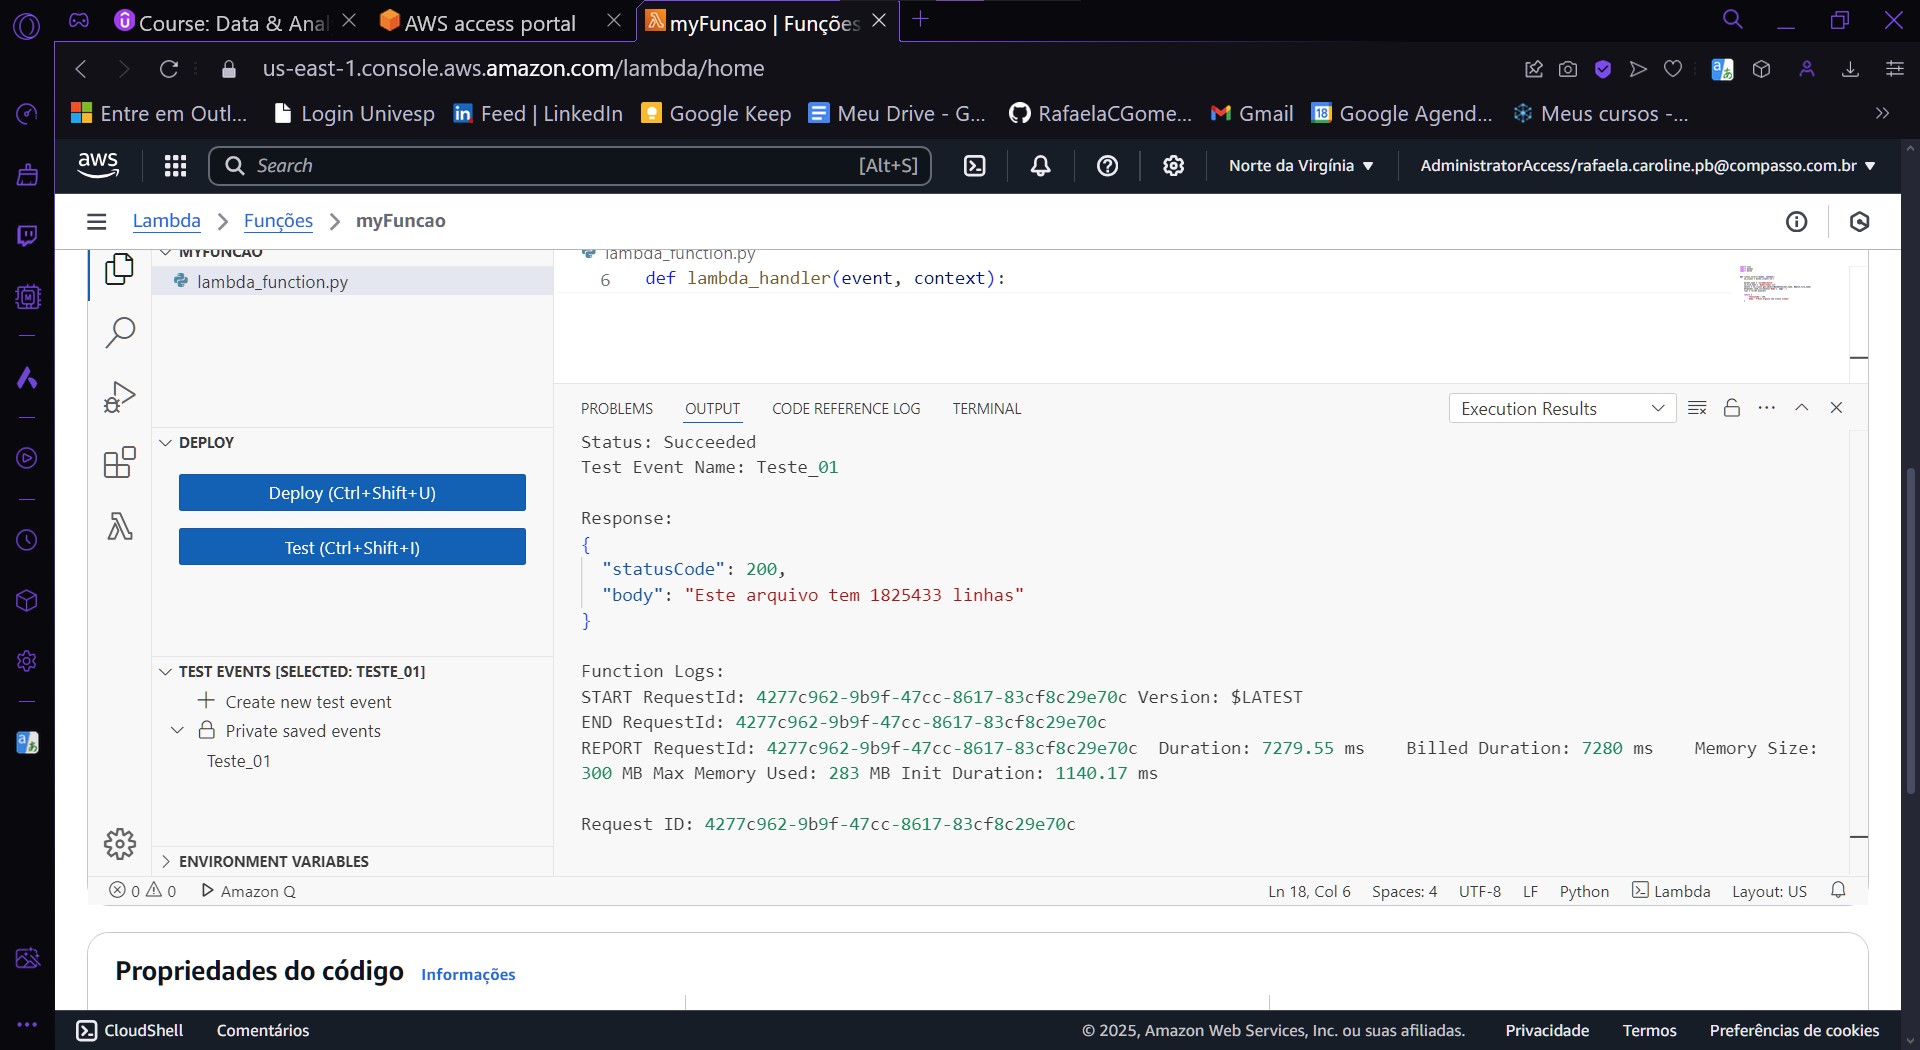 Course: Data & Anal
AWS access portal
myFuncao | Funções
us-east-1.console.aws.amazon.com/lambda/home
Entre em Outl...
Login Univesp
Feed | LinkedIn
Google Keep
Meu Drive - G...
RafaelaCGome...
Gmail
Google Agend...
Meus cursos -...
aws
Search
[Alt+S]
Norte da Virgínia
AdministratorAccess/rafaela.caroline.pb@compasso.com.br
Lambda
Funções
myFuncao
MYFUNCAO
lambda_function.py
lambda_function.py
6 def lambda_handler(event, context):
PROBLEMS
OUTPUT
CODE REFERENCE LOG
TERMINAL
Execution Results
DEPLOY
Deploy (Ctrl+Shift+U)
Test (Ctrl+Shift+I)
Status: Succeeded
Test Event Name: Teste_01
Response:
{
"statusCode": 200,
"body": "Este arquivo tem 1825433 linhas"
}
Function Logs:
START RequestId: 4277c962-9b9f-47cc-8617-83cf8c29e70c Version: $LATEST
END RequestId: 4277c962-9b9f-47cc-8617-83cf8c29e70c
REPORT RequestId: 4277c962-9b9f-47cc-8617-83cf8c29e70c Duration: 7279.55 ms Billed Duration: 7280 ms Memory Size:
300 MB Max Memory Used: 283 MB Init Duration: 1140.17 ms
Request ID: 4277c962-9b9f-47cc-8617-83cf8c29e70c
TEST EVENTS [SELECTED: TESTE_01]
Create new test event
Private saved events
Teste_01
ENVIRONMENT VARIABLES
0
0
Amazon Q
Ln 18, Col 6
Spaces: 4
UTF-8
LF
Python
Lambda
Layout: US
Propriedades do código
Informações
CloudShell
Comentários
© 2025, Amazon Web Services, Inc. ou suas afiliadas.
Privacidade
Termos
Preferências de cookies